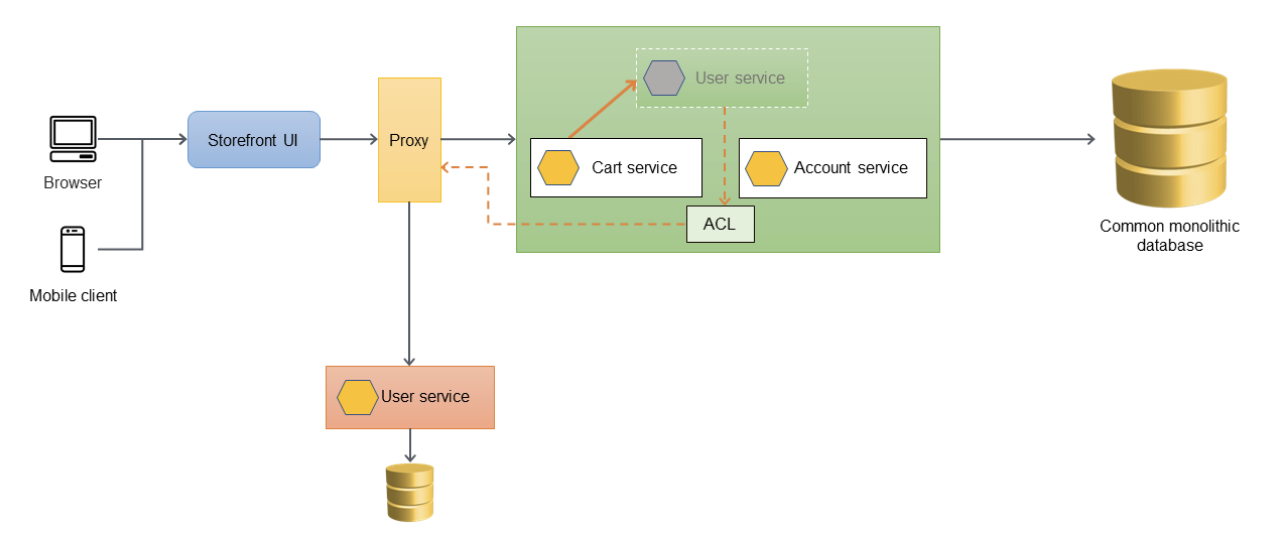 User service
Browser
Storefront UI
Proxy
Cart service
Account service
ACL
Common monolithic
database
Mobile client
User service